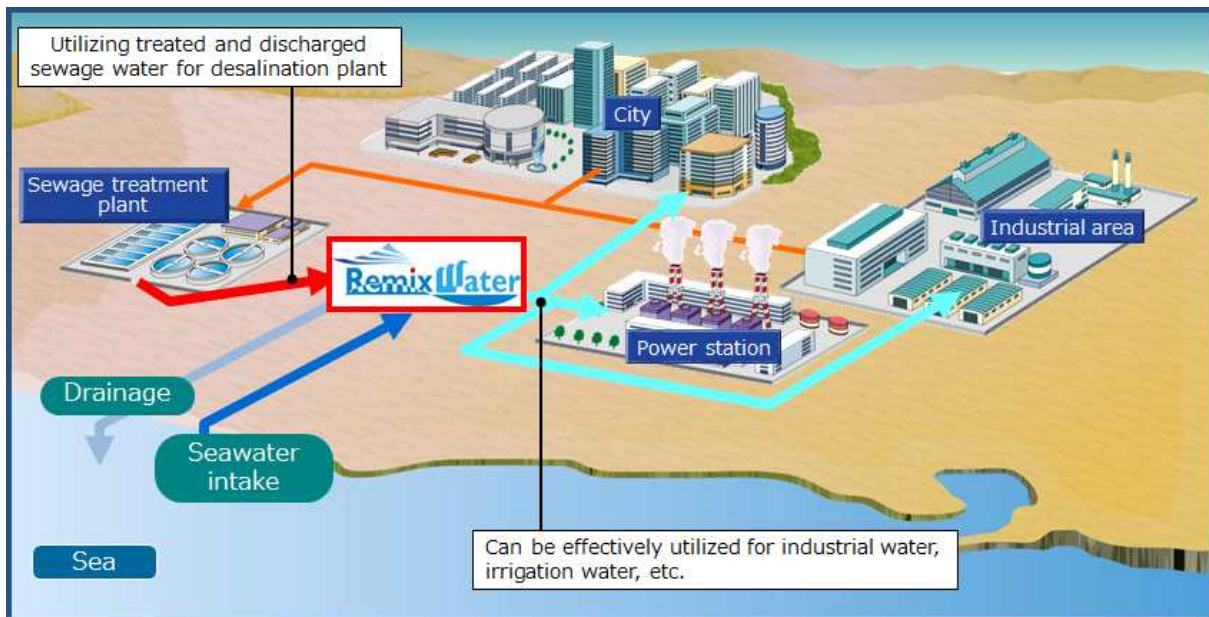 Utilizing treated and discharged
sewage water for desalination plant
City
Sewage treatment
plant
Industrial area
Remix Water
Power station
Drainage
Seawater
intake
Can be effectively utilized for industrial water,
irrigation water, etc.
Sea